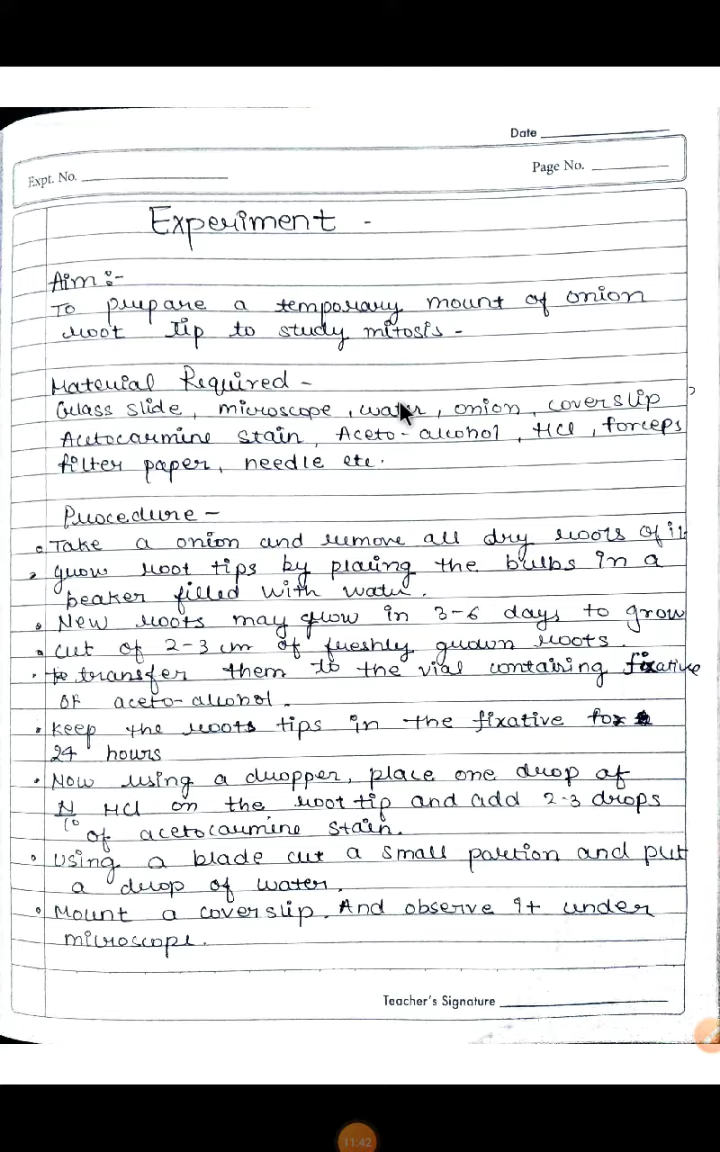 Date
Expt. No.
Page No.
Experiment -
Aim :-
To prepare a temporary mount of onion
root tip to study mitosis -
Material Required -
Glass slide, microscope, water, onion, coverslip,
Acetocarmine stain, Aceto-alcohol, HCl, forceps
filter paper, needle etc.
Procedure -
• Take a onion and remove all dry roots of it
• grow root tips by placing the bulbs in a
beaker filled with water.
• New roots may grow in 3-6 days to grow
• cut of 2-3 cm of freshly grown roots.
• transfer them to the vial containing fixative
of aceto-alcohol.
• Keep the roots tips in the fixative for
24 hours
• Now using a dropper, place one drop of
N/10 HCl on the root tip and add 2-3 drops
of acetocarmine stain.
• Using a blade cut a small partion and put
a drop of water.
• Mount a coverslip. And observe it under
microscope.
Teacher's Signature
11:42